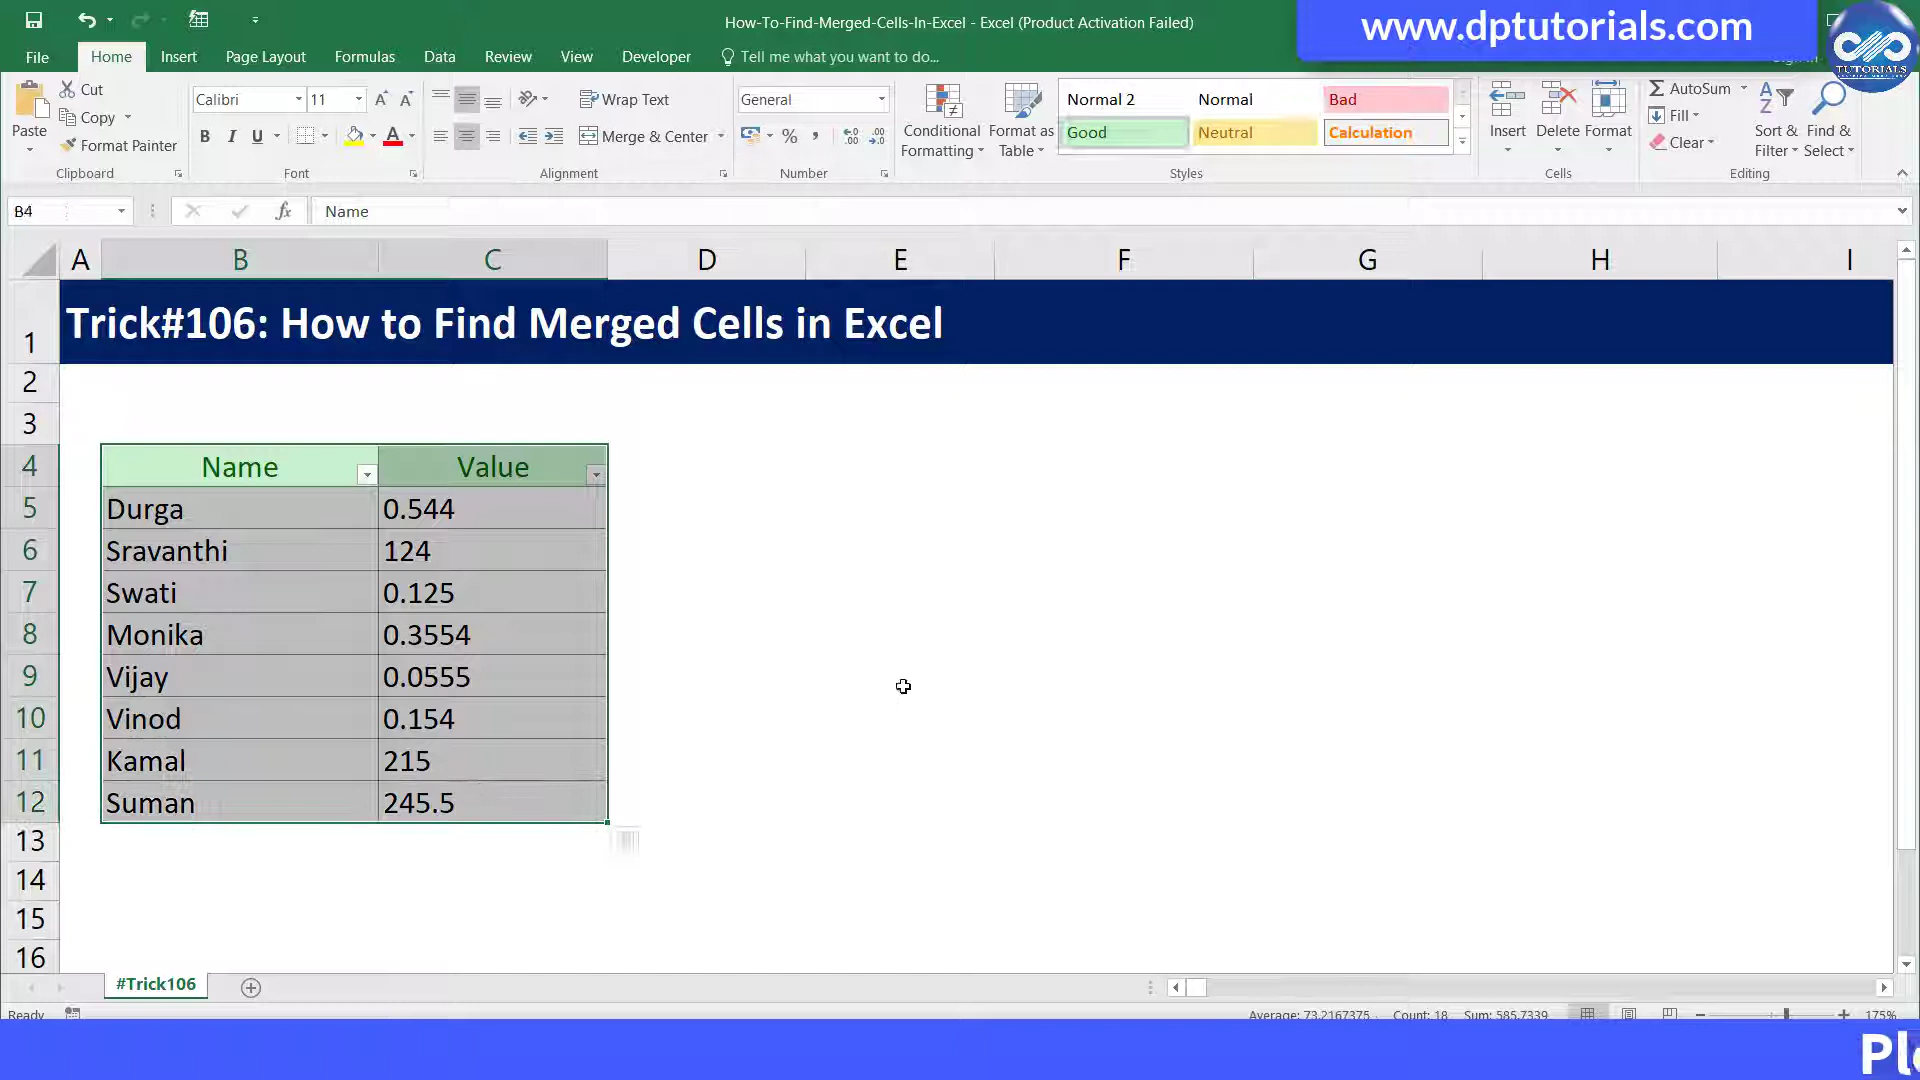 How-To-Find-Merged-Cells-In-Excel - Excel (Product Activation Failed)
www.dptutorials.com
TUTORIALS
File Home Insert Page Layout Formulas Data Review View Developer Tell me what you want to do...
Paste
Cut
Copy
Format Painter
Clipboard
Calibri 11
B I U
Font
Wrap Text
Merge & Center
Alignment
General
% ,
Number
Conditional Formatting
Format as Table
Normal 2 Normal Bad
Good Neutral Calculation
Styles
Insert Delete Format
Cells
AutoSum
Fill
Clear
Sort & Filter
Find & Select
Editing
B4 fx Name
A B C D E F G H I
1 Trick#106: How to Find Merged Cells in Excel
2
3
4 Name Value
5 Durga 0.544
6 Sravanthi 124
7 Swati 0.125
8 Monika 0.3554
9 Vijay 0.0555
10 Vinod 0.154
11 Kamal 215
12 Suman 245.5
13
14
15
16
#Trick106
Ready Average: 73.2167375 Count: 18 Sum: 585.7339 175%